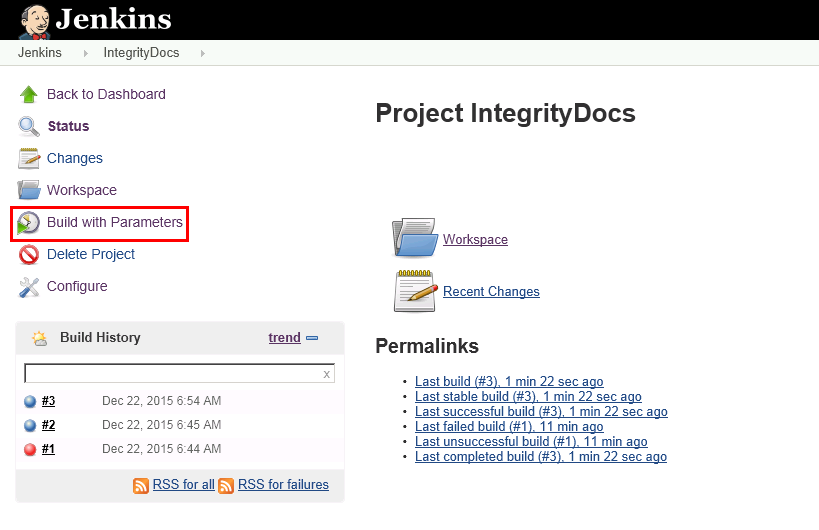 Jenkins
Jenkins IntegrityDocs
Back to Dashboard
Status
Changes
Workspace
Build with Parameters
Delete Project
Configure
Build History trend
x
#3 Dec 22, 2015 6:54 AM
#2 Dec 22, 2015 6:45 AM
#1 Dec 22, 2015 6:44 AM
RSS for all RSS for failures
Project IntegrityDocs
Workspace
Recent Changes
Permalinks
• Last build (#3), 1 min 22 sec ago
• Last stable build (#3), 1 min 22 sec ago
• Last successful build (#3), 1 min 22 sec ago
• Last failed build (#1), 11 min ago
• Last unsuccessful build (#1), 11 min ago
• Last completed build (#3), 1 min 22 sec ago